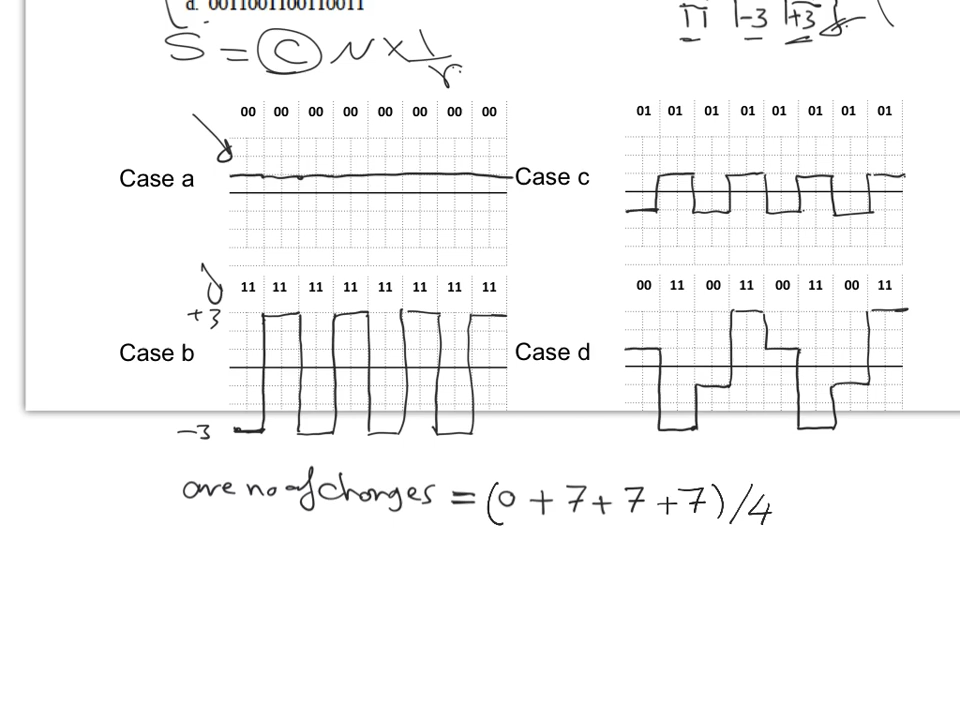 d. 0011001100110011
S = C N x 1/r
11 -3 +3
00 00 00 00 00 00 00 00
01 01 01 01 01 01 01 01
Case a
Case c
11 11 11 11 11 11 11 11
00 11 00 11 00 11 00 11
+3
Case b
Case d
-3
ave no of changes = (0 + 7 + 7 + 7) / 4